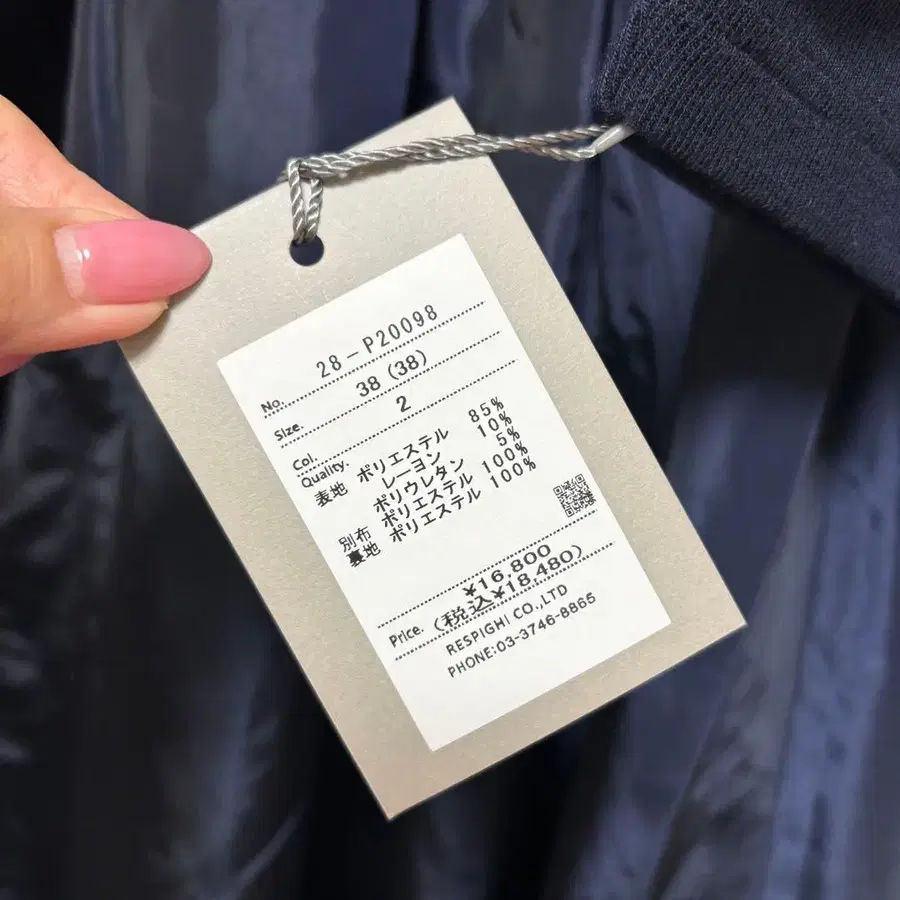 No. 28-P20098
Size. 38(38)
Col. 2
Quality.
表地 ポリエステル 85%
レーヨン 10%
ポリウレタン 5%
別布 ポリエステル 100%
裏地 ポリエステル 100%
¥16,800
Price. (税込¥18,480)
RESPIGHI CO.,LTD
PHONE:03-3746-8865